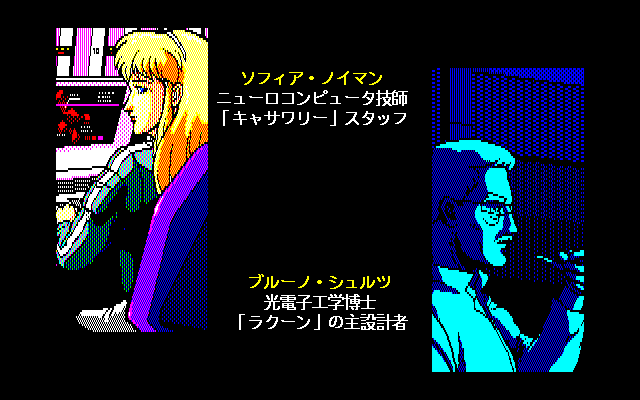 ソフィア・ノイマン
ニューロコンピュータ技師
「キャサワリー」スタッフ
ブルーノ・シュルツ
光電子工学博士
「ラクーン」の主設計者